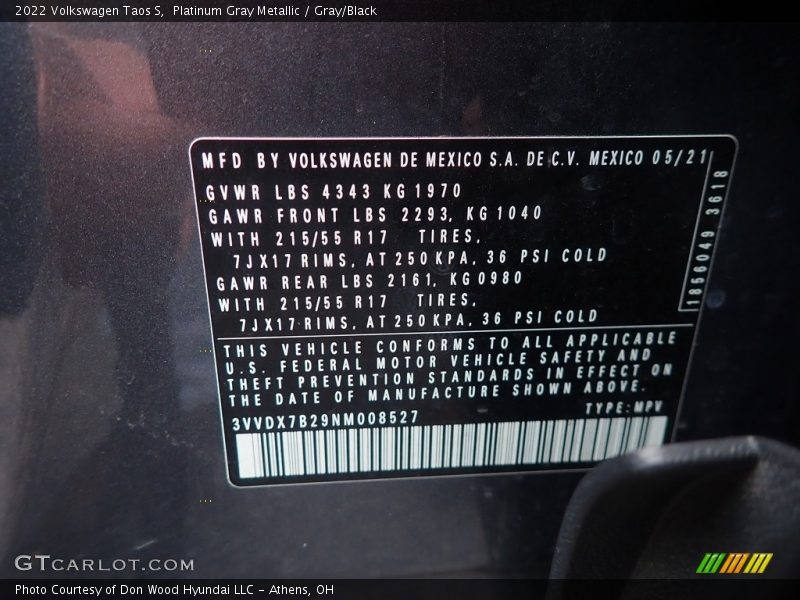 2022 Volkswagen Taos S, Platinum Gray Metallic / Gray/Black
MFD BY VOLKSWAGEN DE MEXICO S.A. DE C.V. MEXICO 05/21
GVWR LBS 4343 KG 1970
GAWR FRONT LBS 2293, KG 1040
WITH 215/55 R17 TIRES,
7JX17 RIMS, AT 250 KPA, 36 PSI COLD
GAWR REAR LBS 2161, KG 0980
WITH 215/55 R17 TIRES,
7JX17 RIMS, AT 250 KPA, 36 PSI COLD
1856049 3618
THIS VEHICLE CONFORMS TO ALL APPLICABLE
U.S. FEDERAL MOTOR VEHICLE SAFETY AND
THEFT PREVENTION STANDARDS IN EFFECT ON
THE DATE OF MANUFACTURE SHOWN ABOVE.
3VVDX7B29NM008527 TYPE: MPV
GTCARLOT.COM
Photo Courtesy of Don Wood Hyundai LLC - Athens, OH